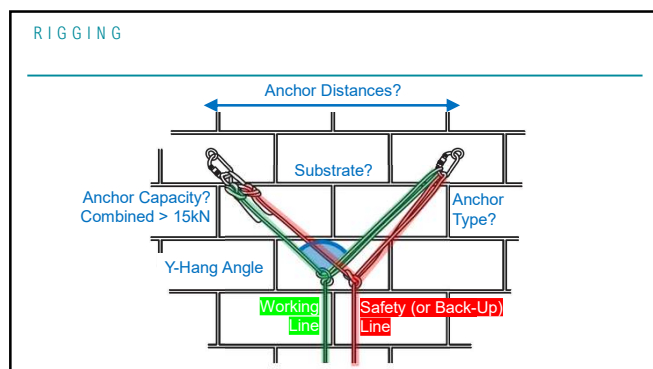 RIGGING
Anchor Distances?
Substrate?
Anchor Capacity?
Combined > 15kN
Anchor
Type?
Y-Hang Angle
Working
Line
Safety (or Back-Up)
Line